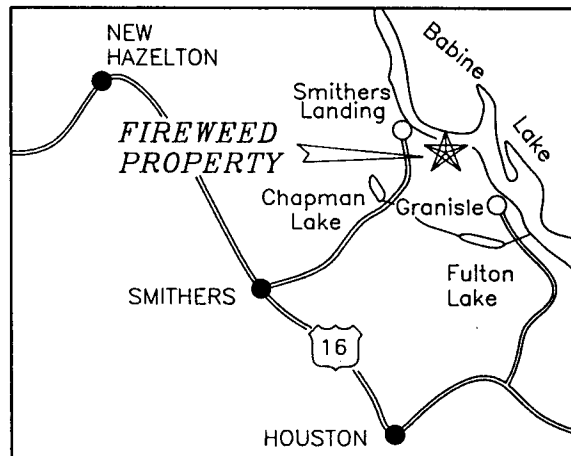 NEW
HAZELTON
Babine
Lake
Smithers
Landing
FIREWEED
PROPERTY
Chapman
Lake
Granisle
Fulton
Lake
SMITHERS
16
HOUSTON